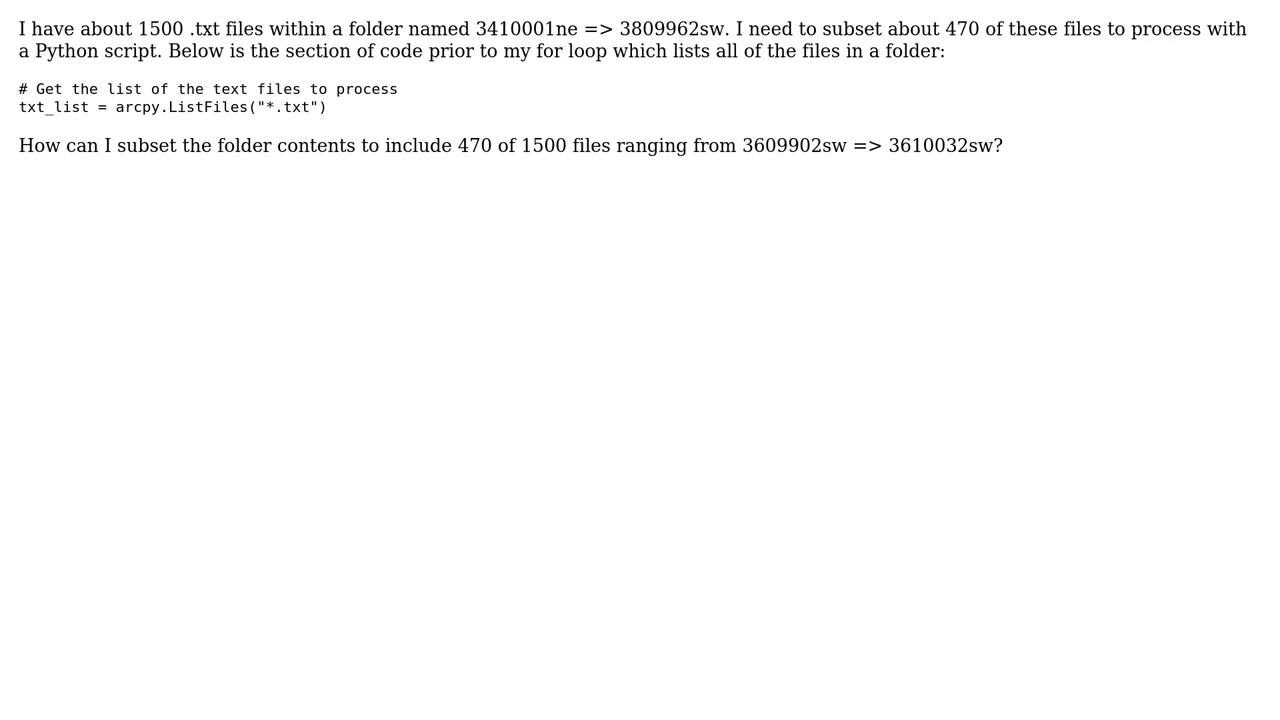 I have about 1500 .txt files within a folder named 3410001ne => 3809962sw. I need to subset about 470 of these files to process with
a Python script. Below is the section of code prior to my for loop which lists all of the files in a folder:
# Get the list of the text files to process
txt_list = arcpy.ListFiles("*.txt")
How can I subset the folder contents to include 470 of 1500 files ranging from 3609902sw => 3610032sw?